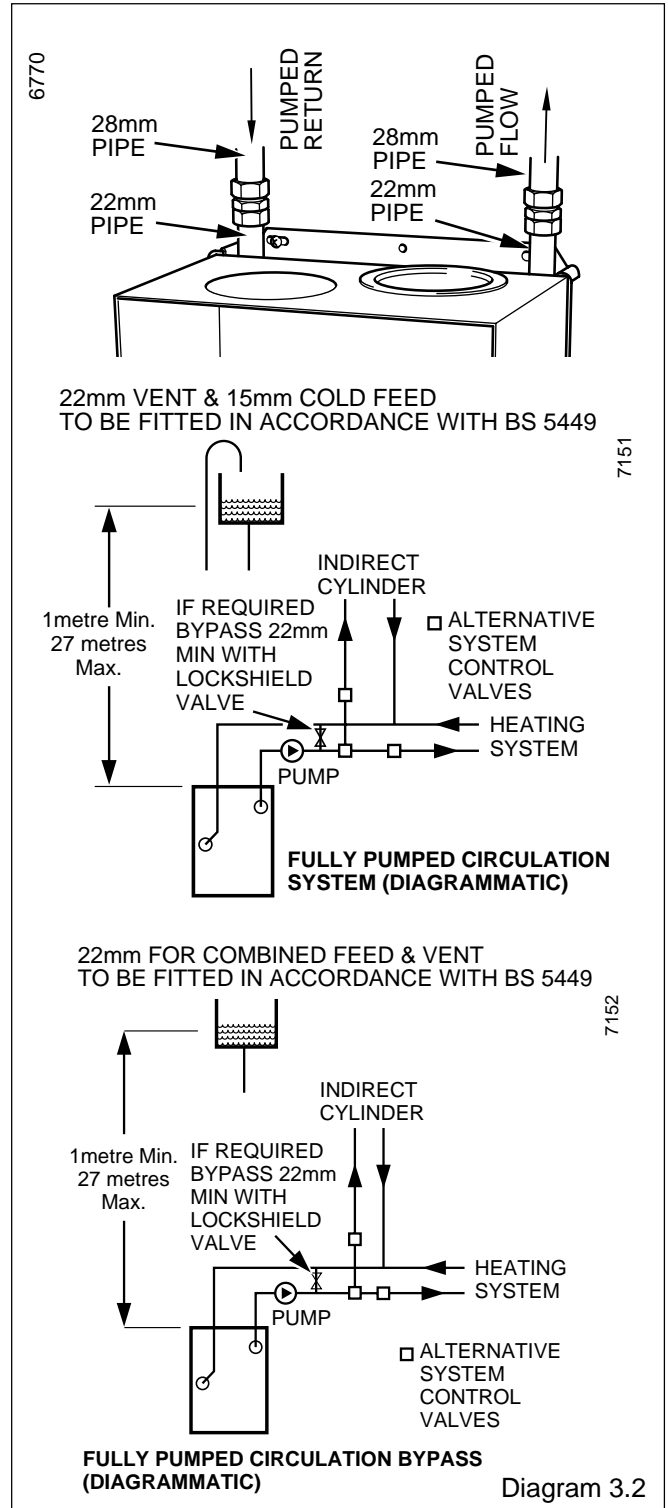 6770
PUMPED
RETURN
PUMPED
FLOW
28mm
PIPE
28mm
PIPE
22mm
PIPE
22mm
PIPE
22mm VENT & 15mm COLD FEED
TO BE FITTED IN ACCORDANCE WITH BS 5449
7151
1metre Min.
27 metres
Max.
IF REQUIRED
BYPASS 22mm
MIN WITH
LOCKSHIELD
VALVE
INDIRECT
CYLINDER
ALTERNATIVE
SYSTEM
CONTROL
VALVES
HEATING
SYSTEM
PUMP
FULLY PUMPED CIRCULATION
SYSTEM (DIAGRAMMATIC)
22mm FOR COMBINED FEED & VENT
TO BE FITTED IN ACCORDANCE WITH BS 5449
7152
INDIRECT
CYLINDER
1metre Min.
27 metres
Max.
IF REQUIRED
BYPASS 22mm
MIN WITH
LOCKSHIELD
VALVE
HEATING
SYSTEM
PUMP
ALTERNATIVE
SYSTEM
CONTROL
VALVES
FULLY PUMPED CIRCULATION BYPASS
(DIAGRAMMATIC)
Diagram 3.2